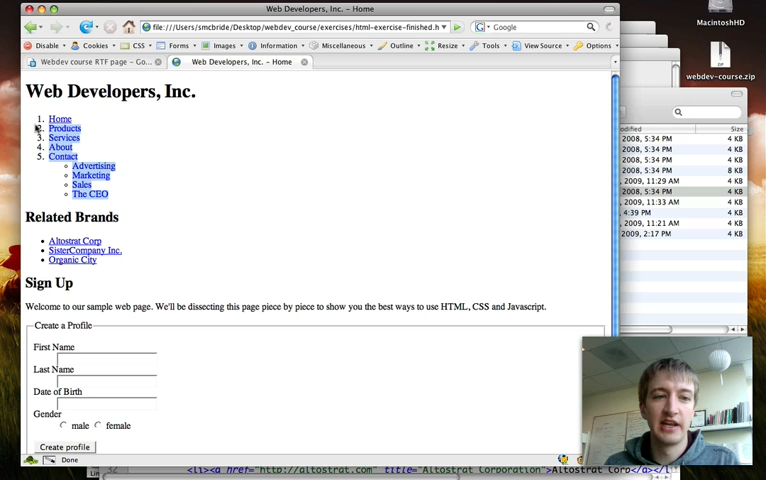 Web Developers, Inc. - Home
MacintoshHD
file:///Users/smcbride/Desktop/webdev_course/exercises/html-exercise-finished.h
Google
Disable Cookies CSS Forms Images Information Miscellaneous Outline Resize Tools View Source Options
Webdev course RTF page - Go...
Web Developers, Inc. - Home
webdev-course.zip
Web Developers, Inc.
1. Home
2. Products
3. Services
4. About
5. Contact
Advertising
Marketing
Sales
The CEO
Related Brands
Altostrat Corp
SisterCompany Inc.
Organic City
Sign Up
Welcome to our sample web page. We'll be dissecting this page piece by piece to show you the best ways to use HTML, CSS and Javascript.
Create a Profile
First Name
Last Name
Date of Birth
Gender
male female
Create profile
Done
odified Size
2008, 5:34 PM 4 KB
2008, 5:34 PM 4 KB
2008, 5:34 PM 4 KB
2008, 5:34 PM 8 KB
, 2009, 11:29 AM 4 KB
2008, 5:34 PM 4 KB
, 2009, 11:33 AM 4 KB
4:39 PM 4 KB
2009, 11:21 AM 4 KB
2009, 2:17 PM 4 KB
32 <li><a href="http://altostrat.com" title="Altostrat Corporation">Altostrat Corp</a></l